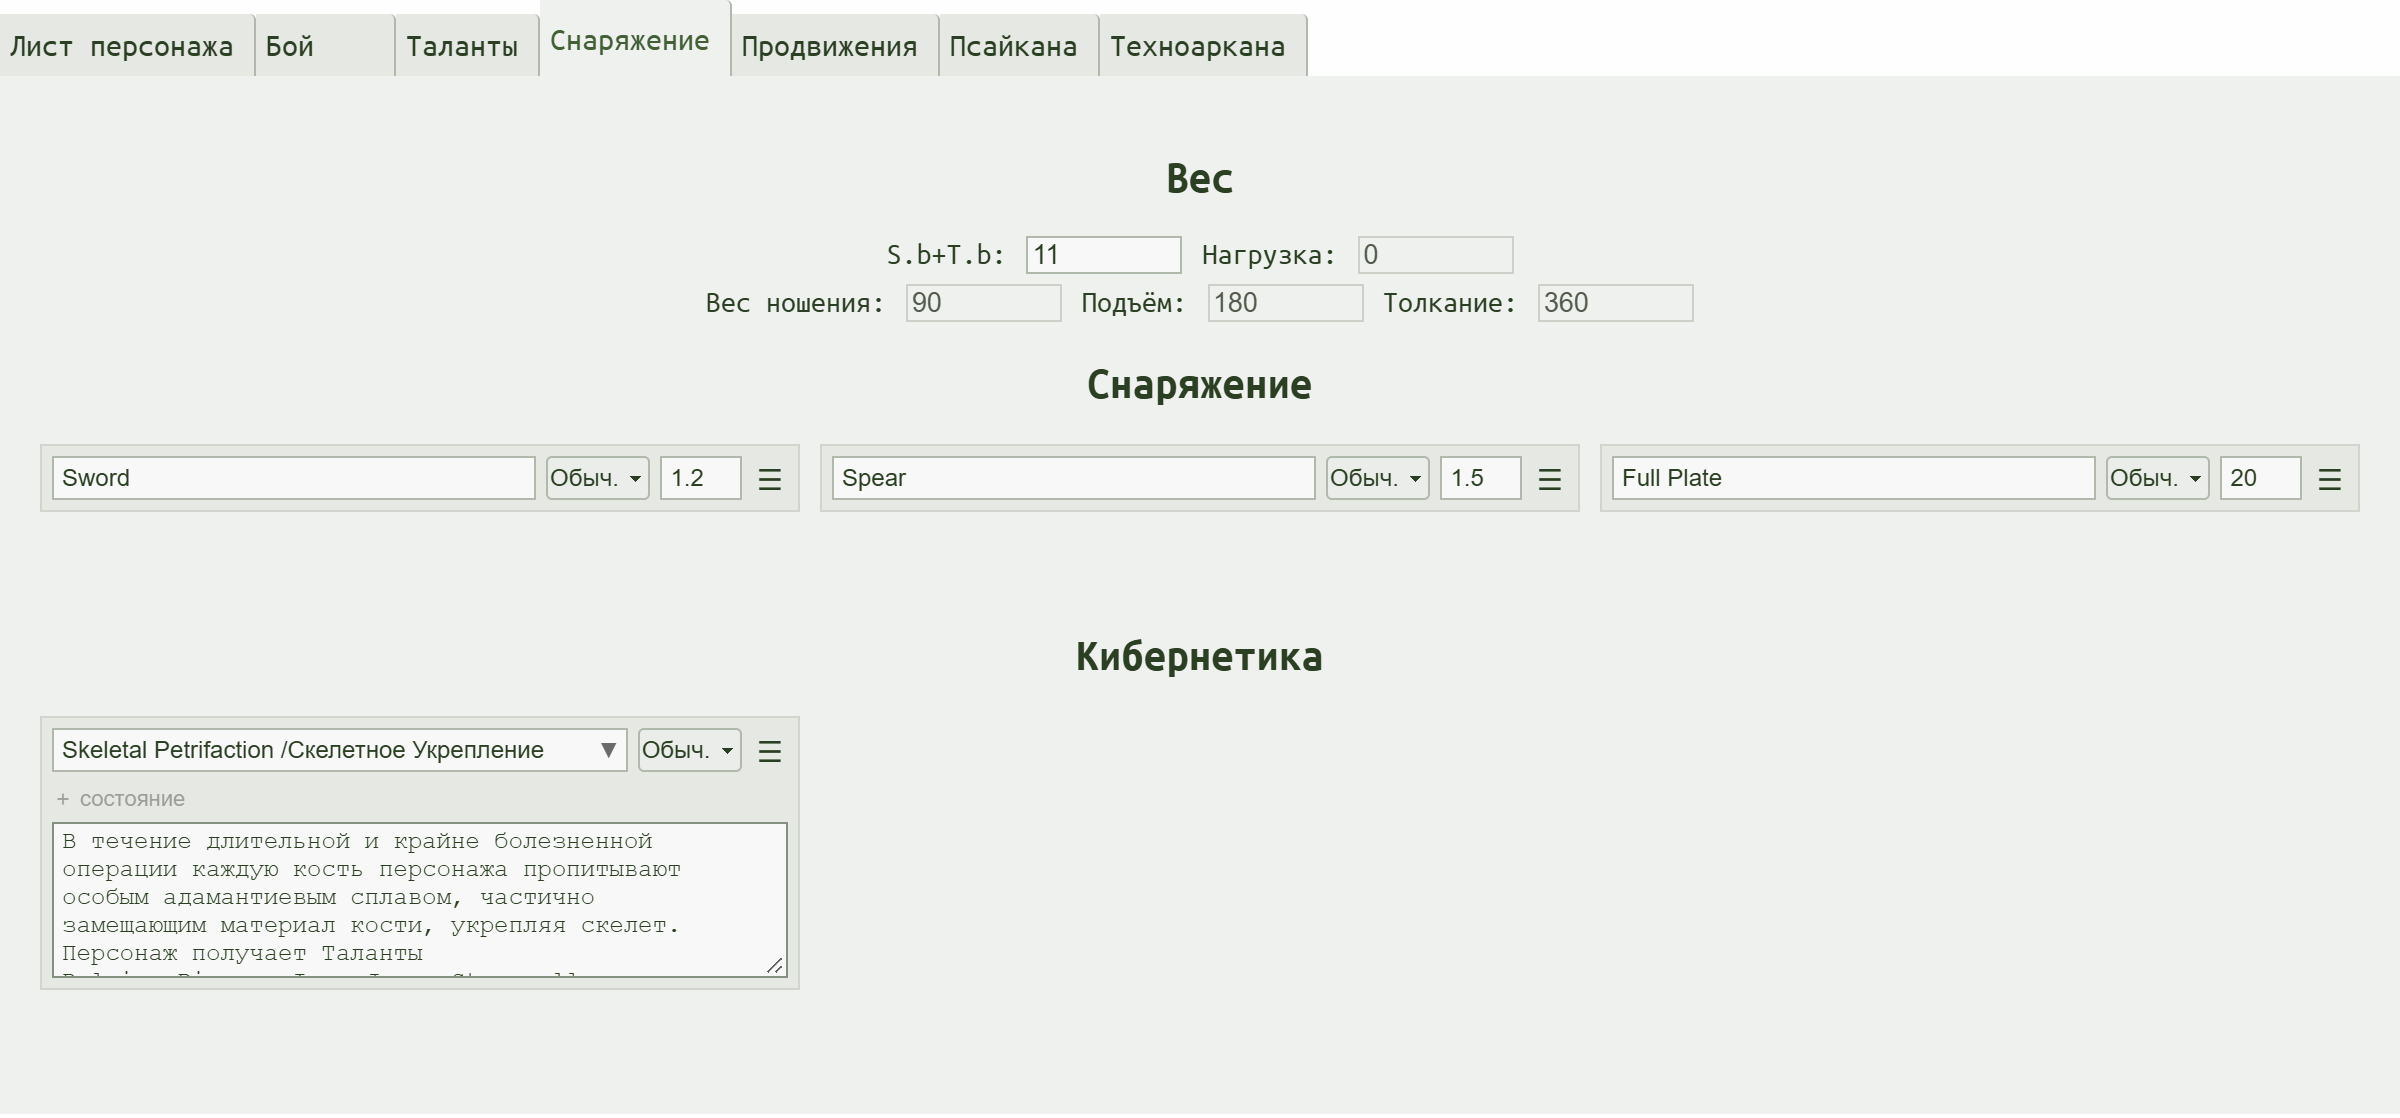 Лист персонажа Бой Таланты Снаряжение Продвижения Псайкана Техноаркана
Вес
S.b+T.b: 11 Нагрузка: 0
Вес ношения: 90 Подъём: 180 Толкание: 360
Снаряжение
Sword Обыч. 1.2 Spear Обыч. 1.5 Full Plate Обыч. 20
Кибернетика
Skeletal Petrifaction /Скелетное Укрепление Обыч.
+ состояние
В течение длительной и крайне болезненной
операции каждую кость персонажа пропитывают
особым адамантиевым сплавом, частично
замещающим материал кости, укрепляя скелет.
Персонаж получает Таланты